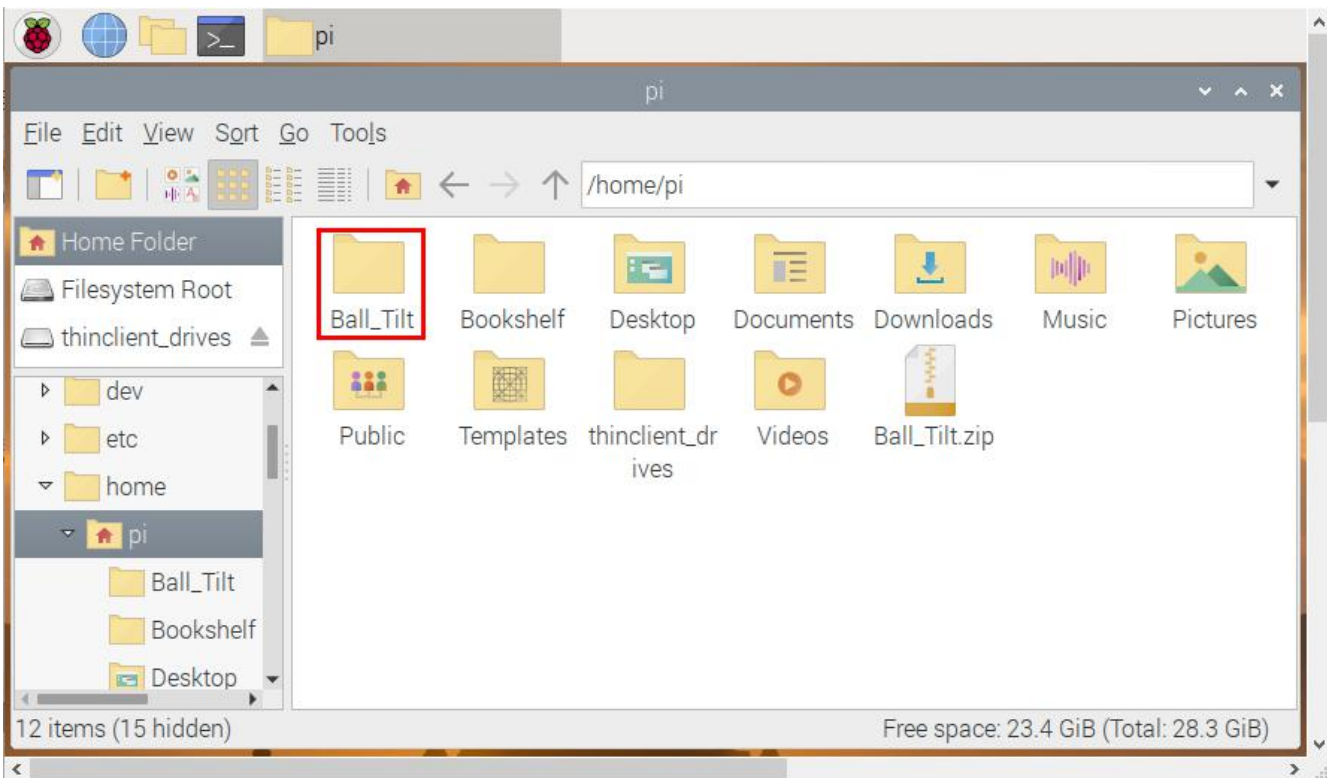 pi
pi
File Edit View Sort Go Tools
/home/pi
Home Folder
Filesystem Root
thinclient_drives
dev
etc
home
pi
Ball_Tilt
Bookshelf
Desktop
Ball_Tilt Bookshelf Desktop Documents Downloads Music Pictures
Public Templates thinclient_dr Videos Ball_Tilt.zip
ives
12 items (15 hidden) Free space: 23.4 GiB (Total: 28.3 GiB)